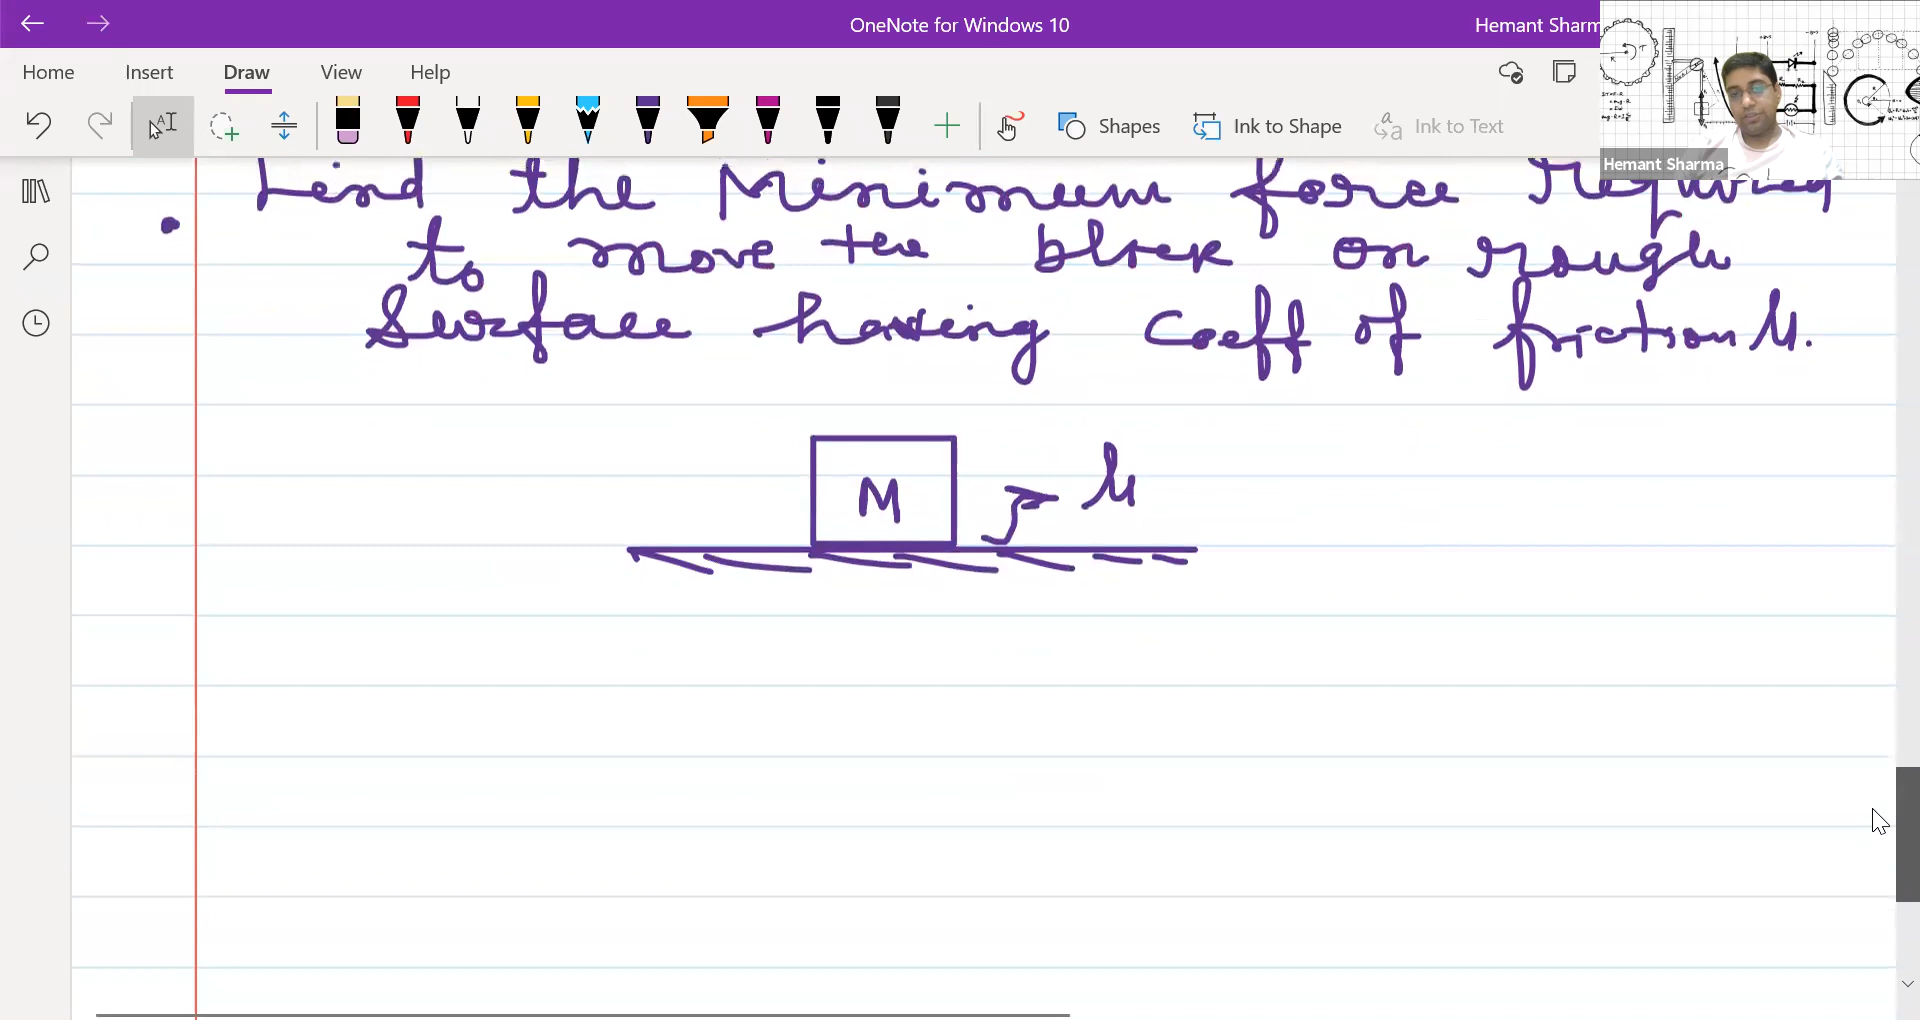 OneNote for Windows 10
Hemant Sharm
Home Insert Draw View Help
Shapes Ink to Shape Ink to Text
Hemant Sharma
Find the Minimum force required
to move the block on rough
Surface having Coeff of friction μ.
M μ